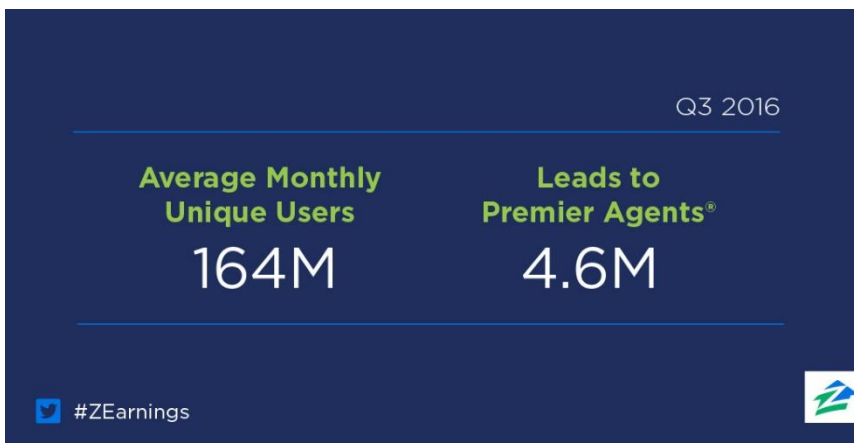 Q3 2016
Average Monthly
Unique Users
164M
Leads to
Premier Agents®
4.6M
#ZEarnings